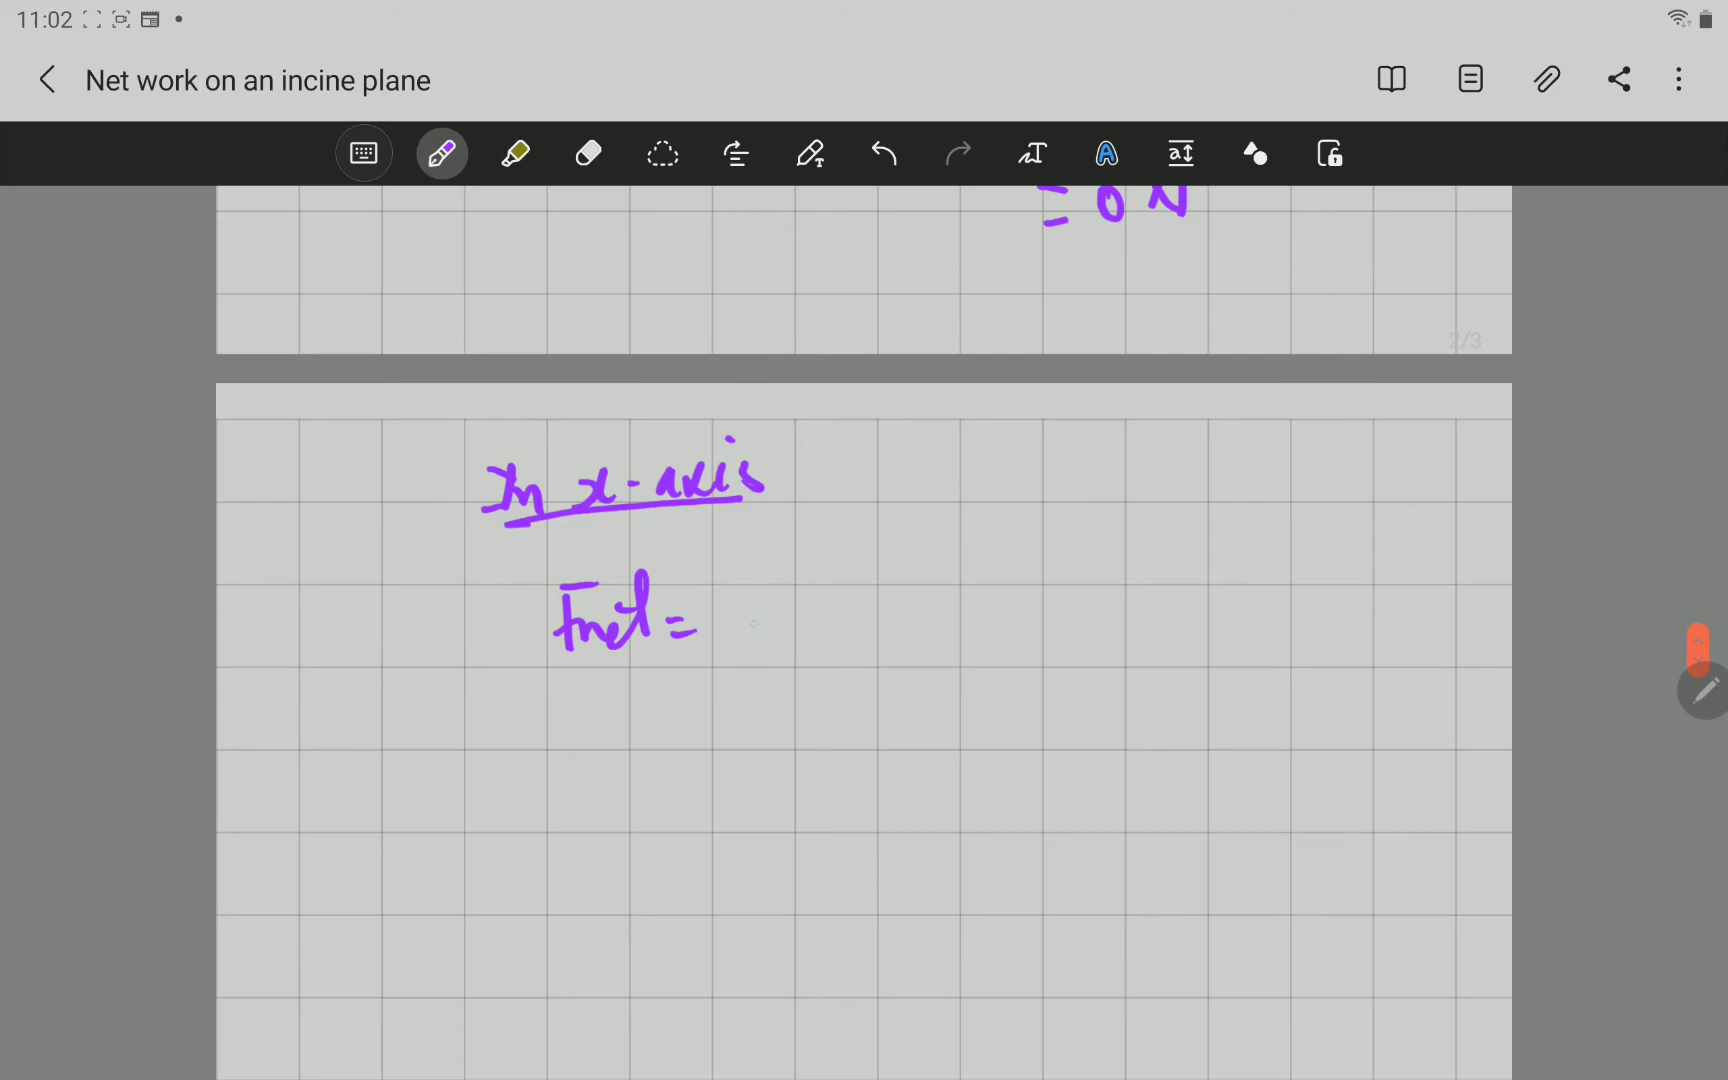 11:02
Net work on an incine plane
= 0 N
2/3
In x-axis
Fnet =